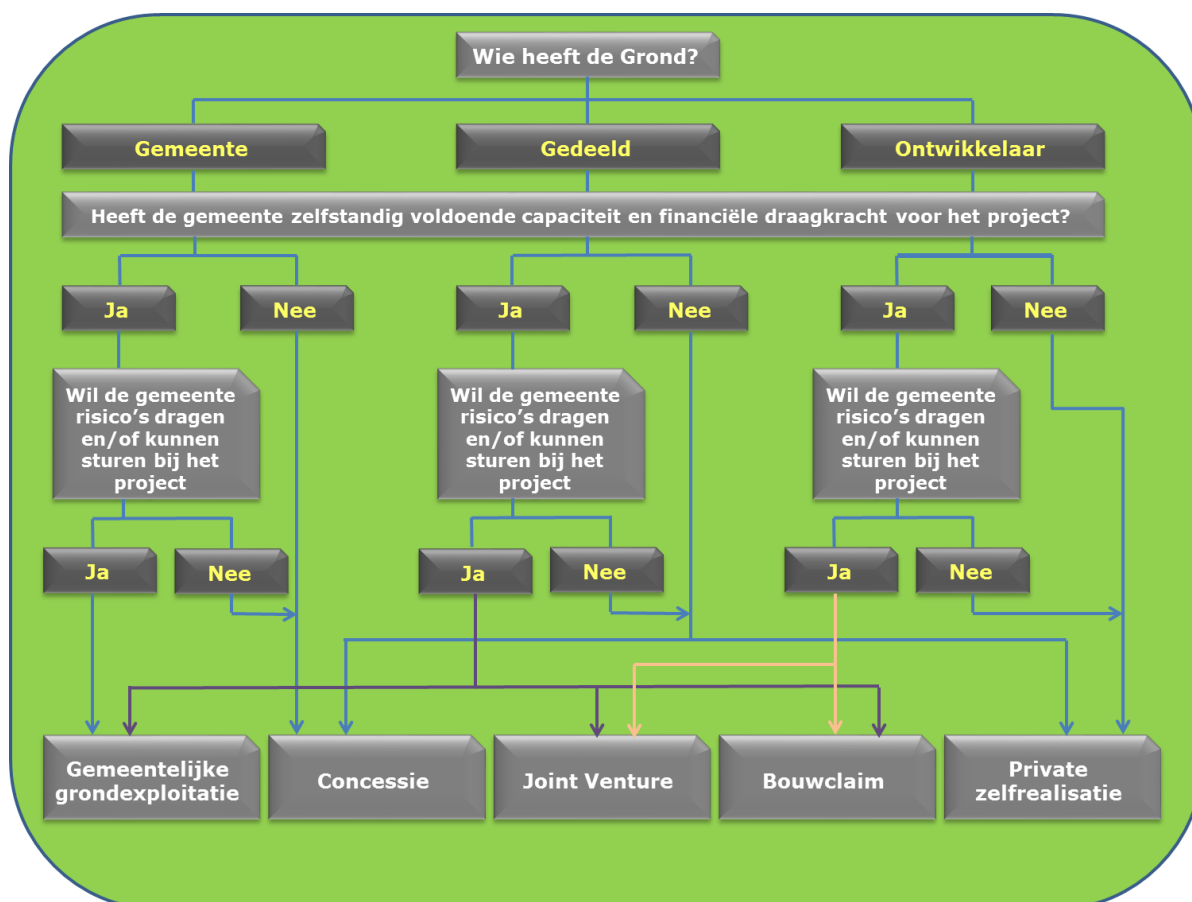 Wie heeft de Grond?
Gemeente
Gedeeld
Ontwikkelaar
Heeft de gemeente zelfstandig voldoende capaciteit en financiële draagkracht voor het project?
Ja
Nee
Ja
Nee
Ja
Nee
Wil de gemeente
risico's dragen
en/of kunnen
sturen bij het
project
Wil de gemeente
risico's dragen
en/of kunnen
sturen bij het
project
Wil de gemeente
risico's dragen
en/of kunnen
sturen bij het
project
Ja
Nee
Ja
Nee
Ja
Nee
Gemeentelijke
grondexploitatie
Concessie
Joint Venture
Bouwclaim
Private
zelfrealisatie